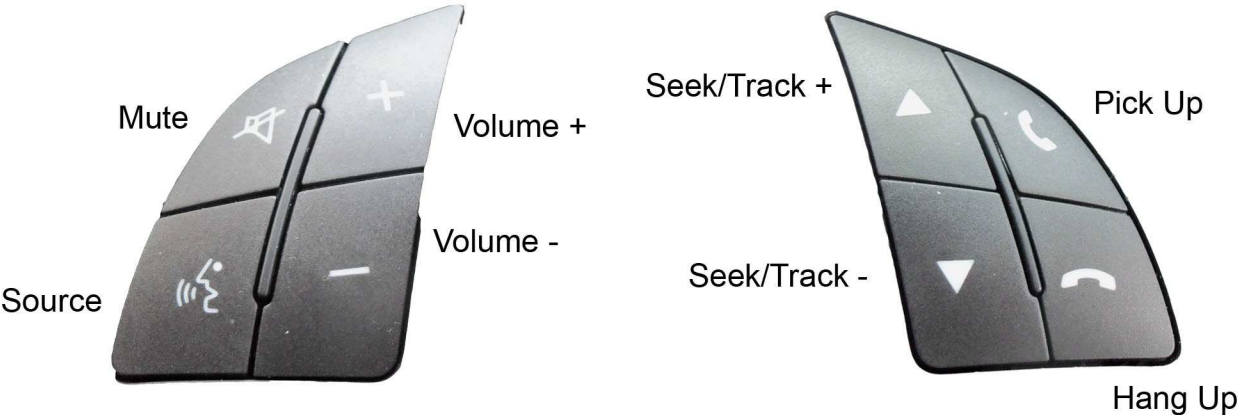 Mute
Volume +
Volume -
Source
Seek/Track +
Pick Up
Seek/Track -
Hang Up